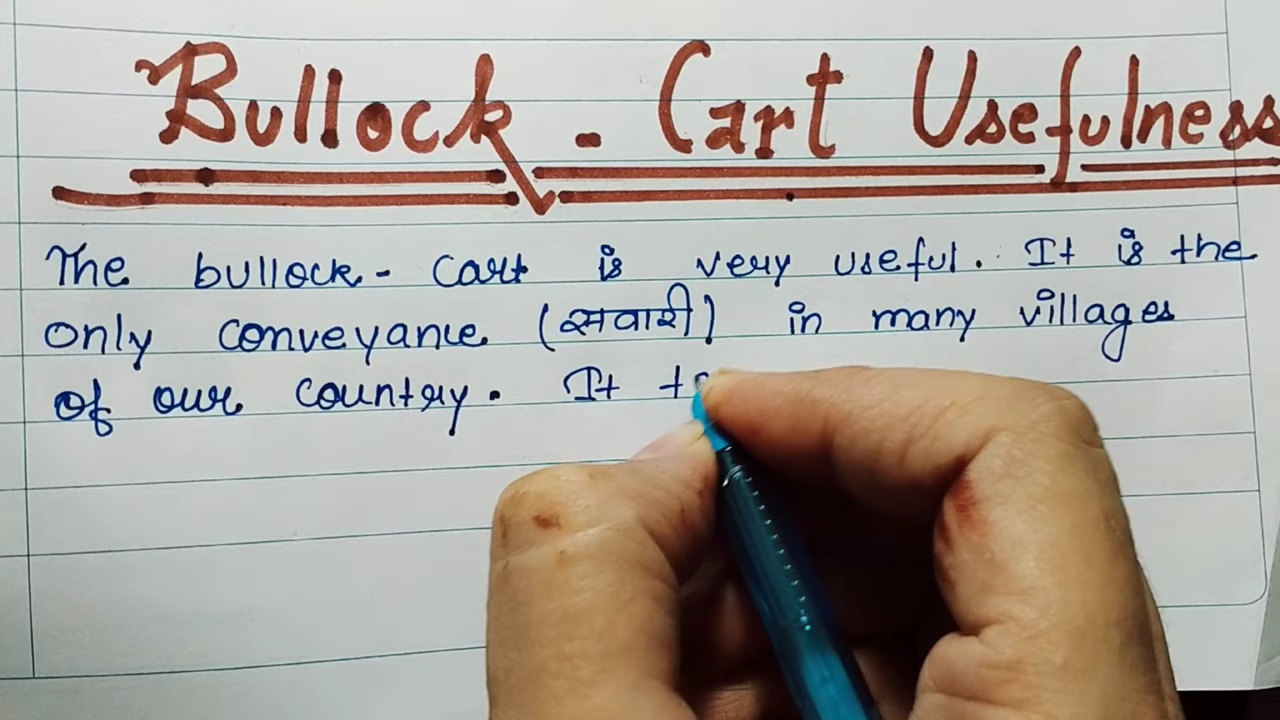 Bullock - Cart Usefulness
The bullock - cart is very useful. It is the
only conveyance (सवारी) in many villages
of our country. It